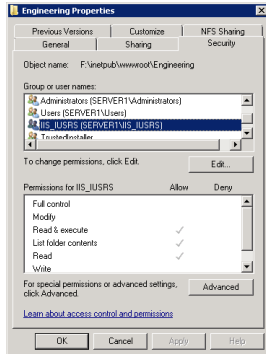 Engineering Properties
Previous Versions Customize NFS Sharing
General Sharing Security
Object name: F:\inetpub\wwwroot\Engineering
Group or user names:
Administrators (SERVER1\Administrators)
Users (SERVER1\Users)
IIS_IUSRS (SERVER1\IIS_IUSRS)
TrustedInstaller
To change permissions, click Edit. Edit...
Permissions for IIS_IUSRS Allow Deny
Full control
Modify
Read & execute
List folder contents
Read
Write
For special permissions or advanced settings,
click Advanced. Advanced
Learn about access control and permissions
OK Cancel Apply Help